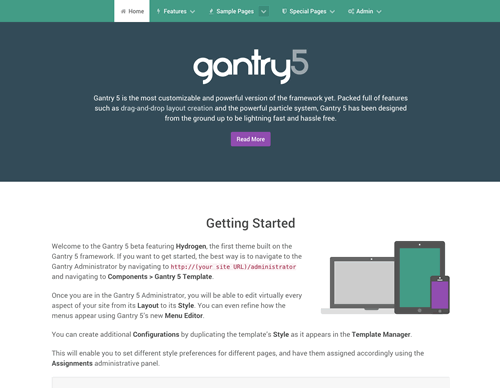 Home Features Sample Pages Special Pages Admin
gantry5
Gantry 5 is the most customizable and powerful version of the framework yet. Packed full of features
such as drag-and-drop layout creation and the powerful particle system, Gantry 5 has been designed
from the ground up to be lightning fast and hassle free.
Read More
Getting Started
Welcome to the Gantry 5 beta featuring Hydrogen, the first theme built on the
Gantry 5 framework. If you want to get started, the best way is to navigate to the
Gantry Administrator by navigating to http://(your site URL)/administrator
and navigating to Components > Gantry 5 Template.
Once you are in the Gantry 5 Administrator, you will be able to edit virtually every
aspect of your site from its Layout to its Style. You can even refine how the
menus appear using Gantry 5's new Menu Editor.
You can create additional Configurations by duplicating the template's Style as it appears in the Template Manager.
This will enable you to set different style preferences for different pages, and have them assigned accordingly using the
Assignments administrative panel.